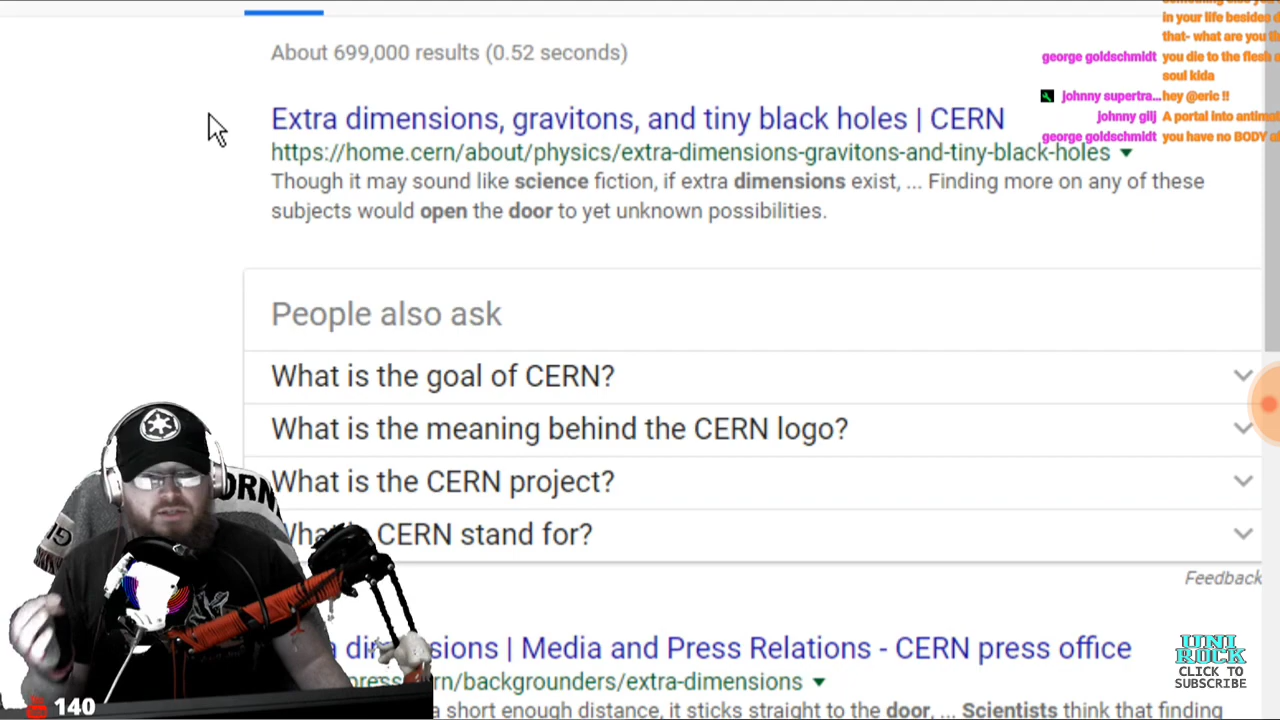 About 699,000 results (0.52 seconds)
Extra dimensions, gravitons, and tiny black holes | CERN
https://home.cern/about/physics/extra-dimensions-gravitons-and-tiny-black-holes
Though it may sound like science fiction, if extra dimensions exist, ... Finding more on any of these
subjects would open the door to yet unknown possibilities.
People also ask
What is the goal of CERN?
What is the meaning behind the CERN logo?
What is the CERN project?
CERN stand for?
Feedback
dimensions | Media and Press Relations - CERN press office
/backgrounders/extra-dimensions
a short enough distance, it sticks straight to the door, ... Scientists think that finding
in your life besides
that- what are you
george goldschmidt you die to the flesh
soul kida
johnny supertra... hey @eric !!
johnny gilj A portal into
george goldschmidt you have no BODY
UNI
ROCK
CLICK TO
SUBSCRIBE
140